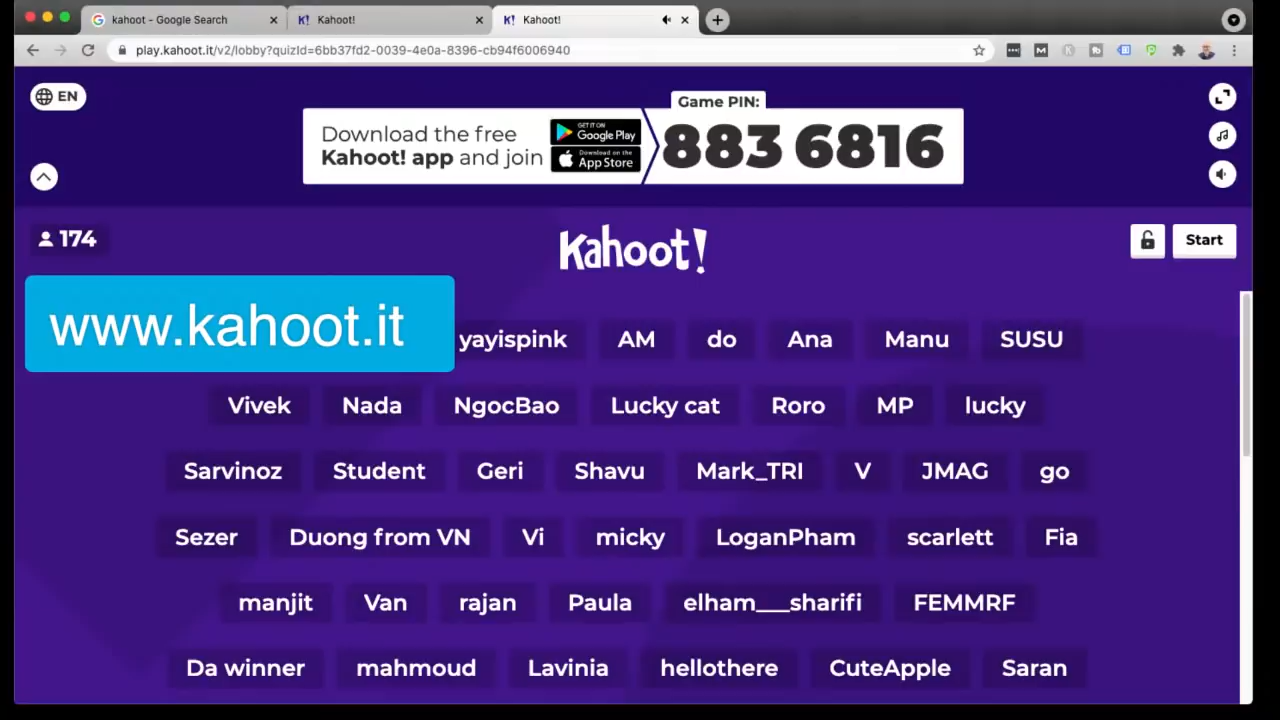 kahoot - Google Search
Kahoot!
Kahoot!
play.kahoot.it/v2/lobby?quizId=6bb37fd2-0039-4e0a-8396-cb94f6006940
EN
Download the free
Kahoot! app and join
GET IT ON
Google Play
Download on the
App Store
Game PIN:
883 6816
174
Kahoot!
Start
www.kahoot.it
yayispink AM do Ana Manu SUSU
Vivek Nada NgocBao Lucky cat Roro MP lucky
Sarvinoz Student Geri Shavu Mark_TRI V JMAG go
Sezer Duong from VN Vi micky LoganPham scarlett Fia
manjit Van rajan Paula elham___sharifi FEMMRF
Da winner mahmoud Lavinia hellothere CuteApple Saran